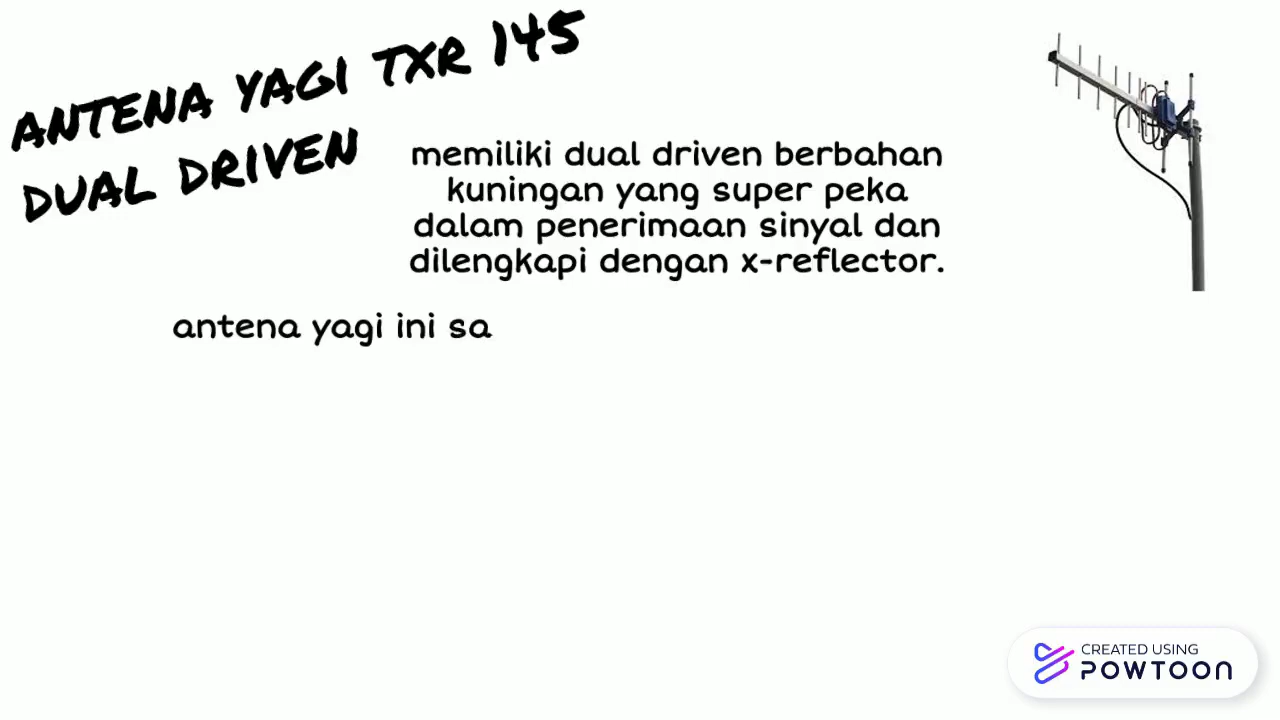 ANTENA YAGI TXR 145
DUAL DRIVEN
memiliki dual driven berbahan
kuningan yang super peka
dalam penerimaan sinyal dan
dilengkapi dengan x-reflector.
antena yagi ini sa
CREATED USING
POWTOON